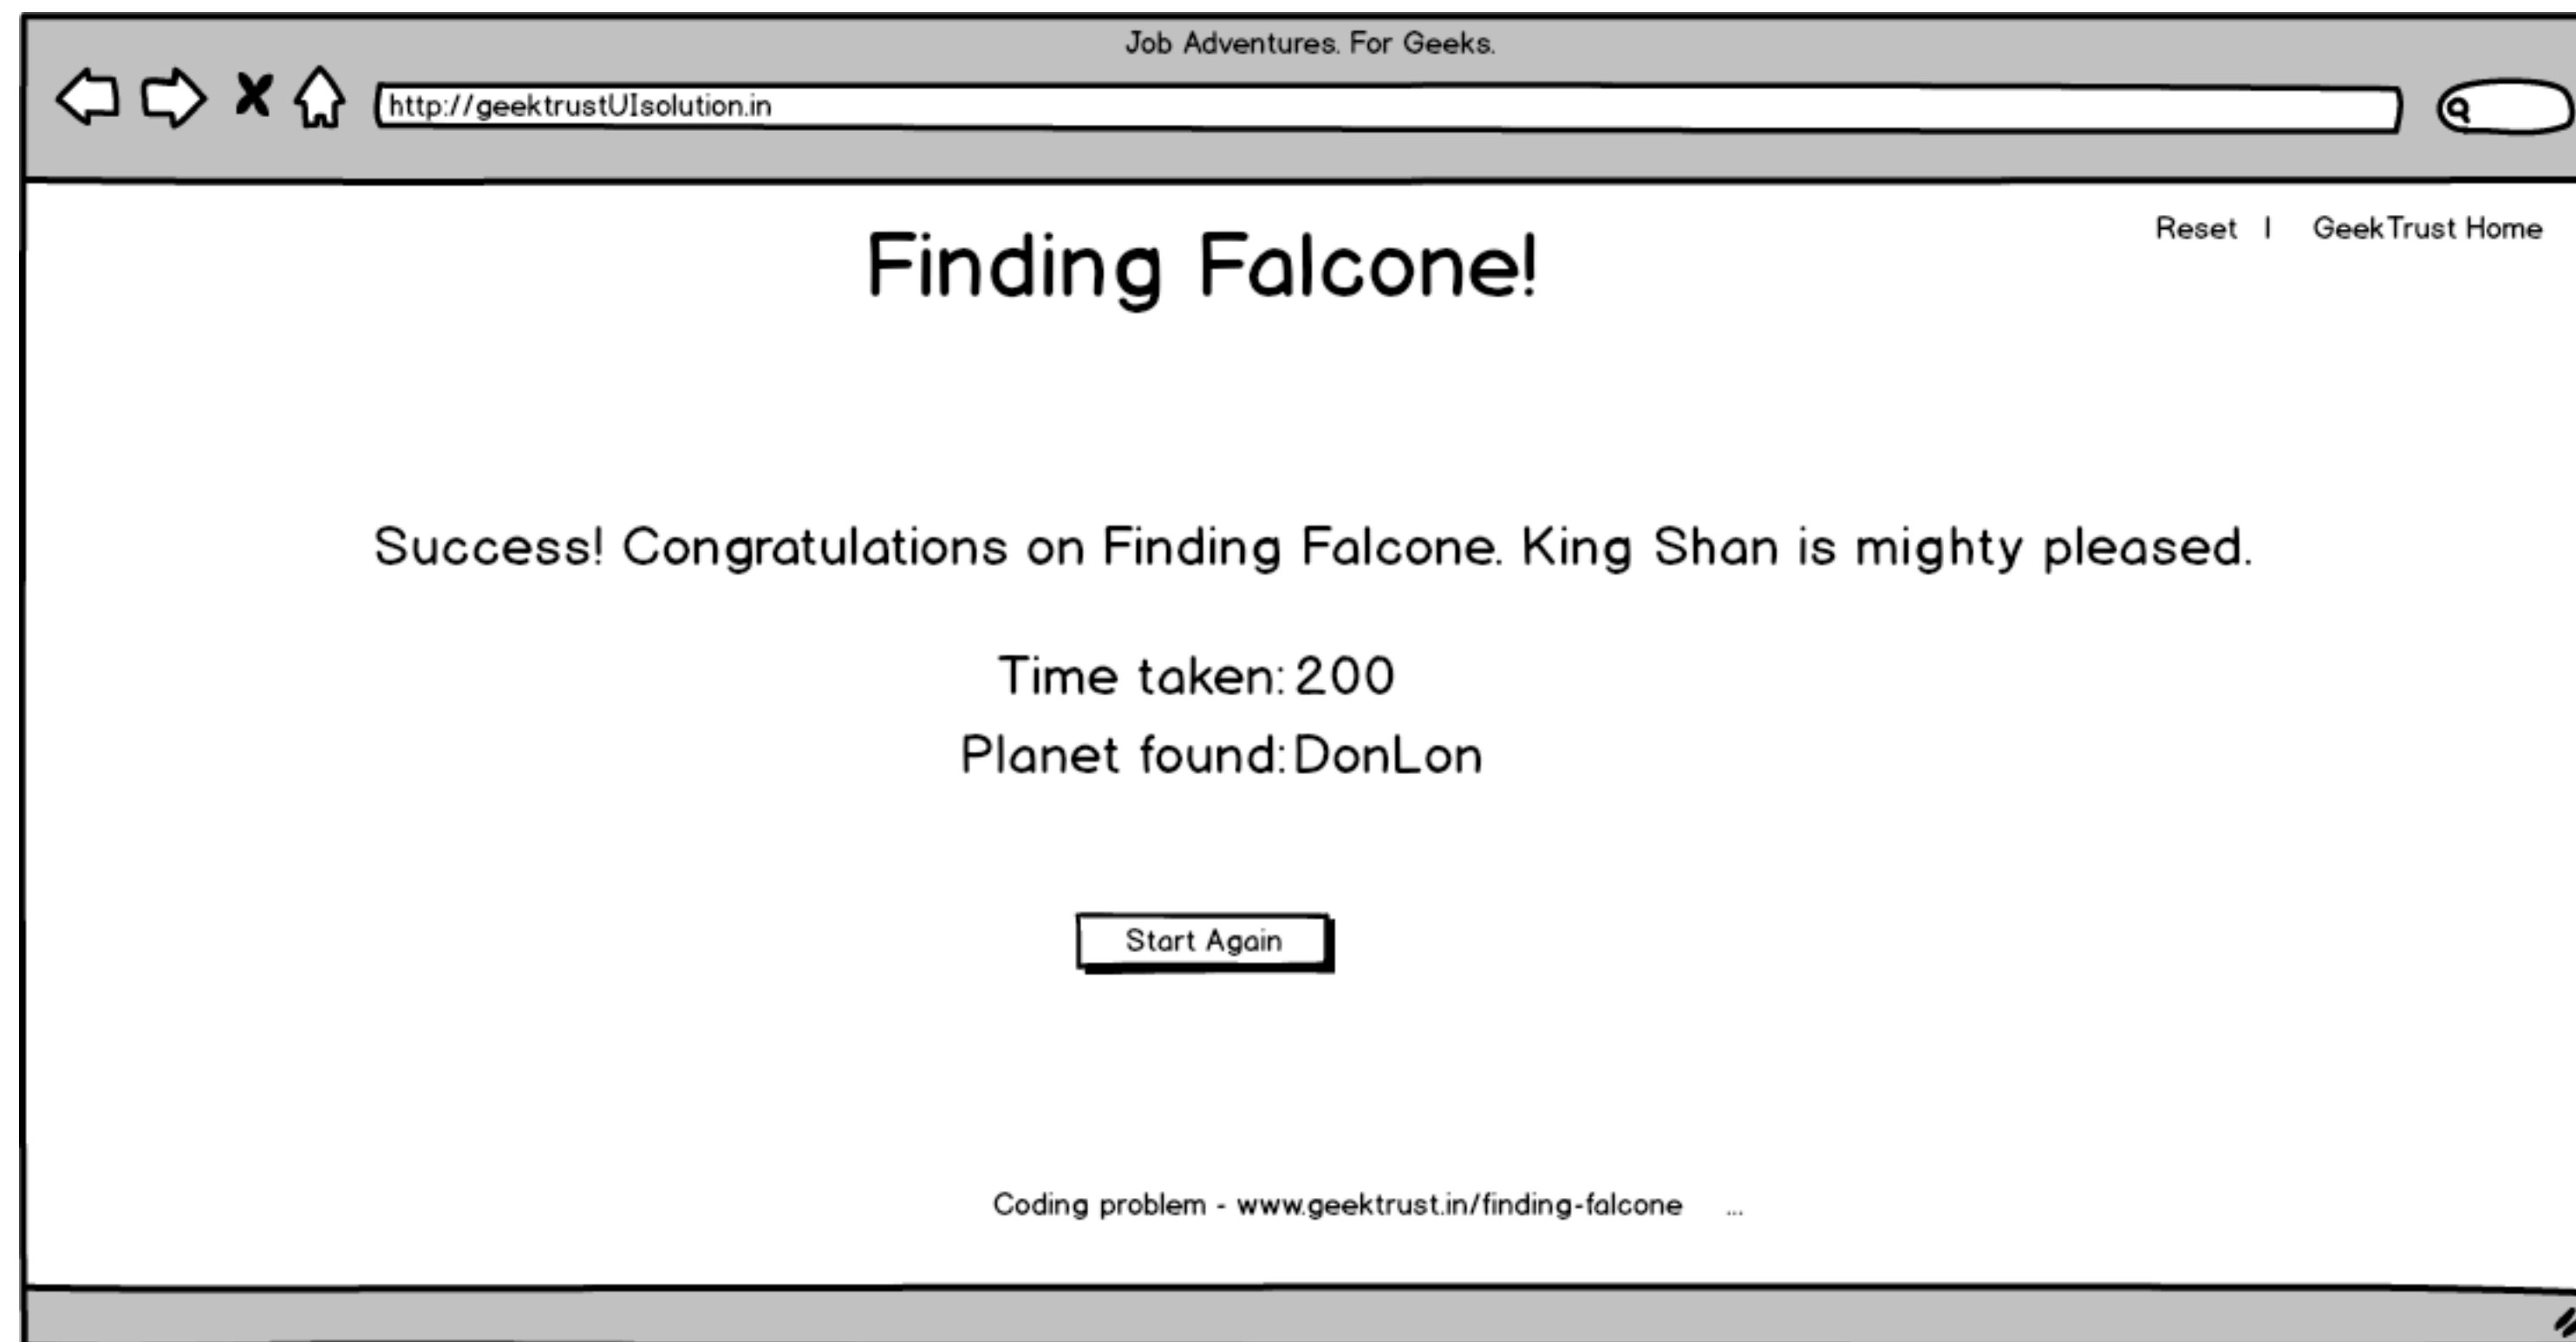 Job Adventures. For Geeks.
http://geektrustUIsolution.in
Reset | GeekTrust Home
Finding Falcone!
Success! Congratulations on Finding Falcone. King Shan is mighty pleased.
Time taken: 200
Planet found: DonLon
Start Again
Coding problem - www.geektrust.in/finding-falcone ...